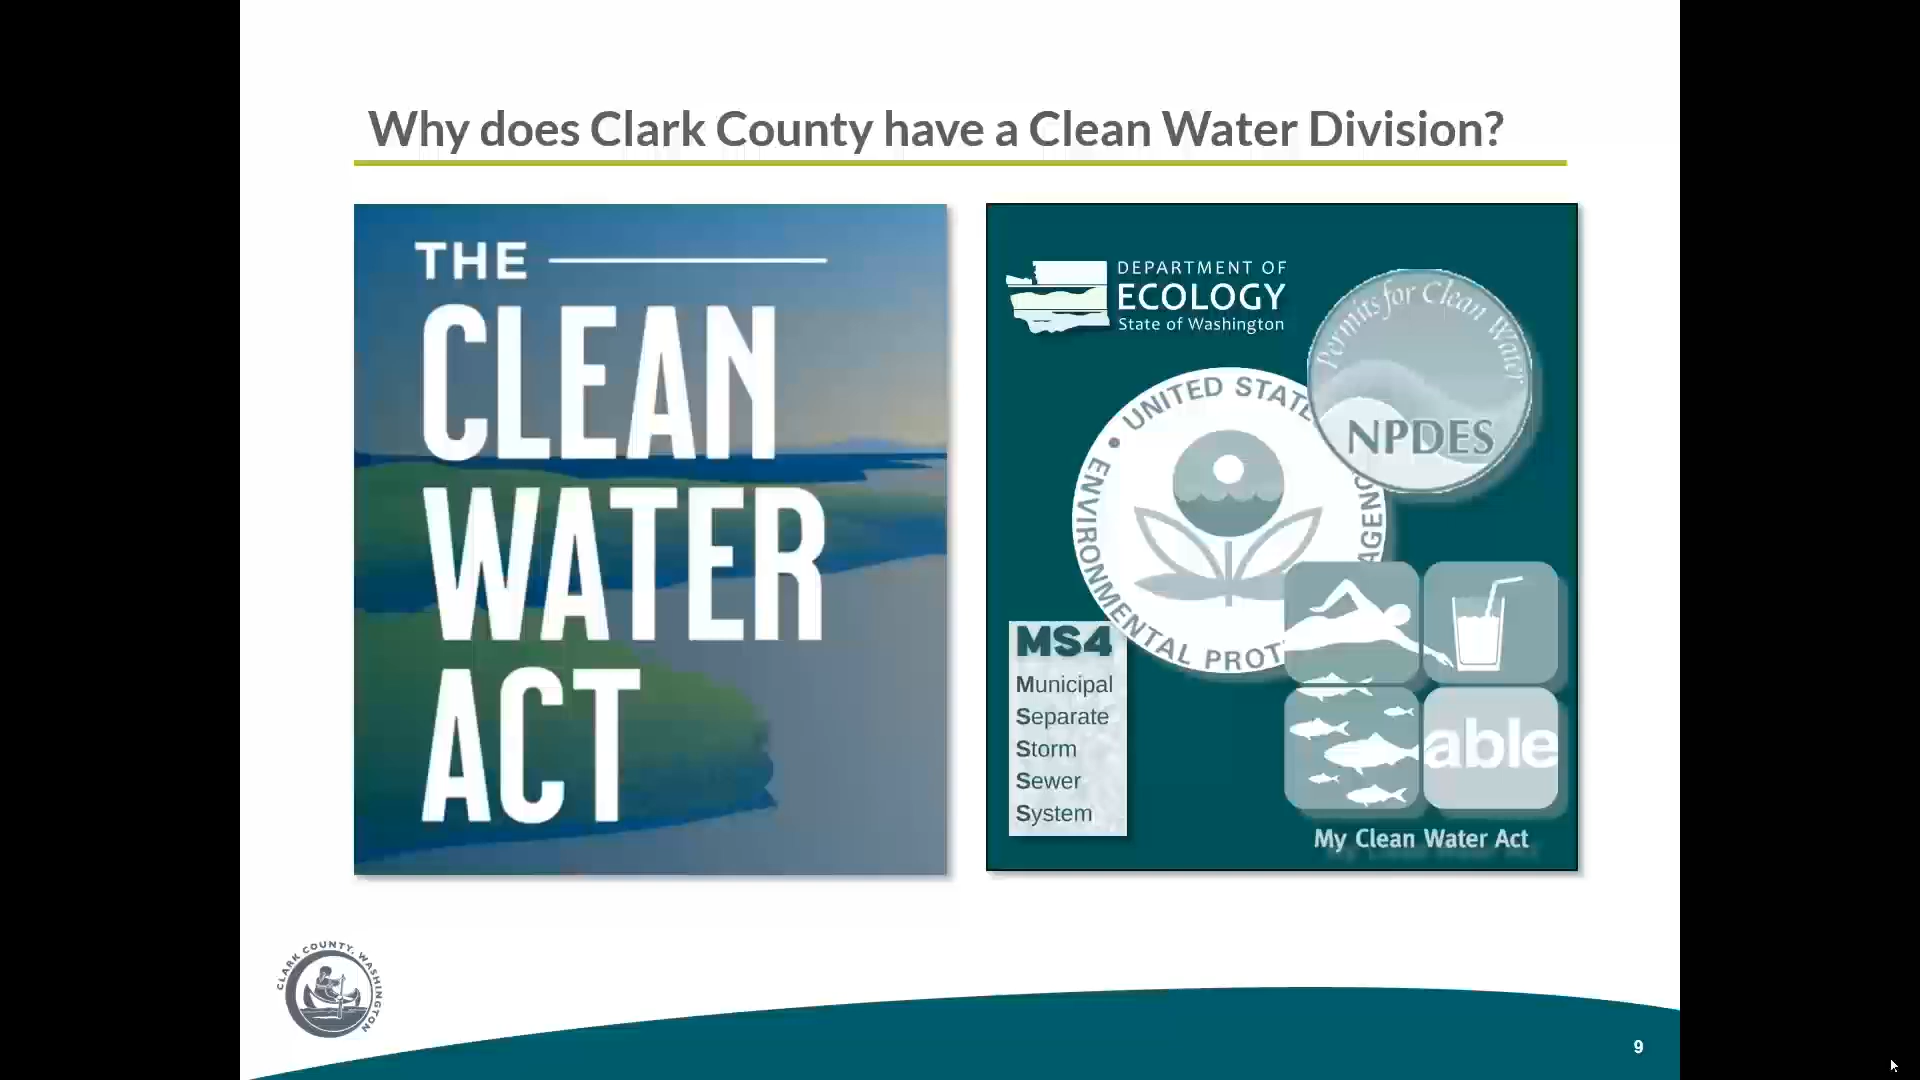 Why does Clark County have a Clean Water Division?
THE
CLEAN
WATER
ACT
DEPARTMENT OF
ECOLOGY
State of Washington
Permits for Clean Water
NPDES
UNITED STATE
ENVIRONMENTAL PROT
AGENC
MS4
Municipal
Separate
Storm
Sewer
System
able
My Clean Water Act
CLARK COUNTY, WASHINGTON
9